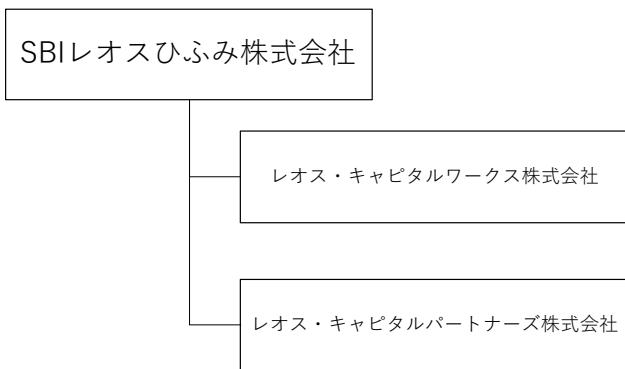 SBIレオスひふみ株式会社
レオス・キャピタルワークス株式会社
レオス・キャピタルパートナーズ株式会社